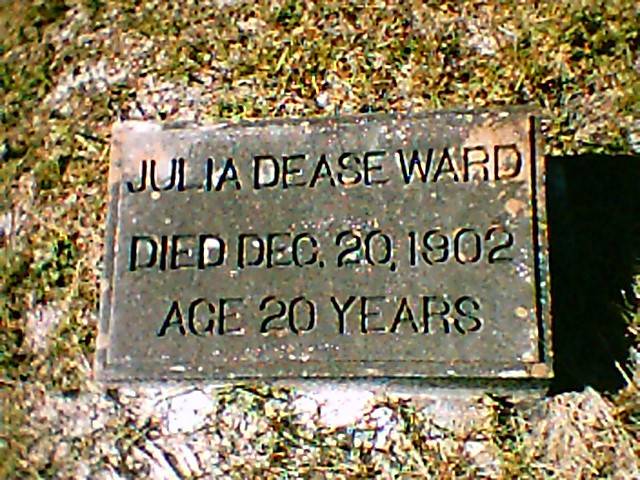 JULIA DEASE WARD
DIED DEC. 20, 1902
AGE 20 YEARS